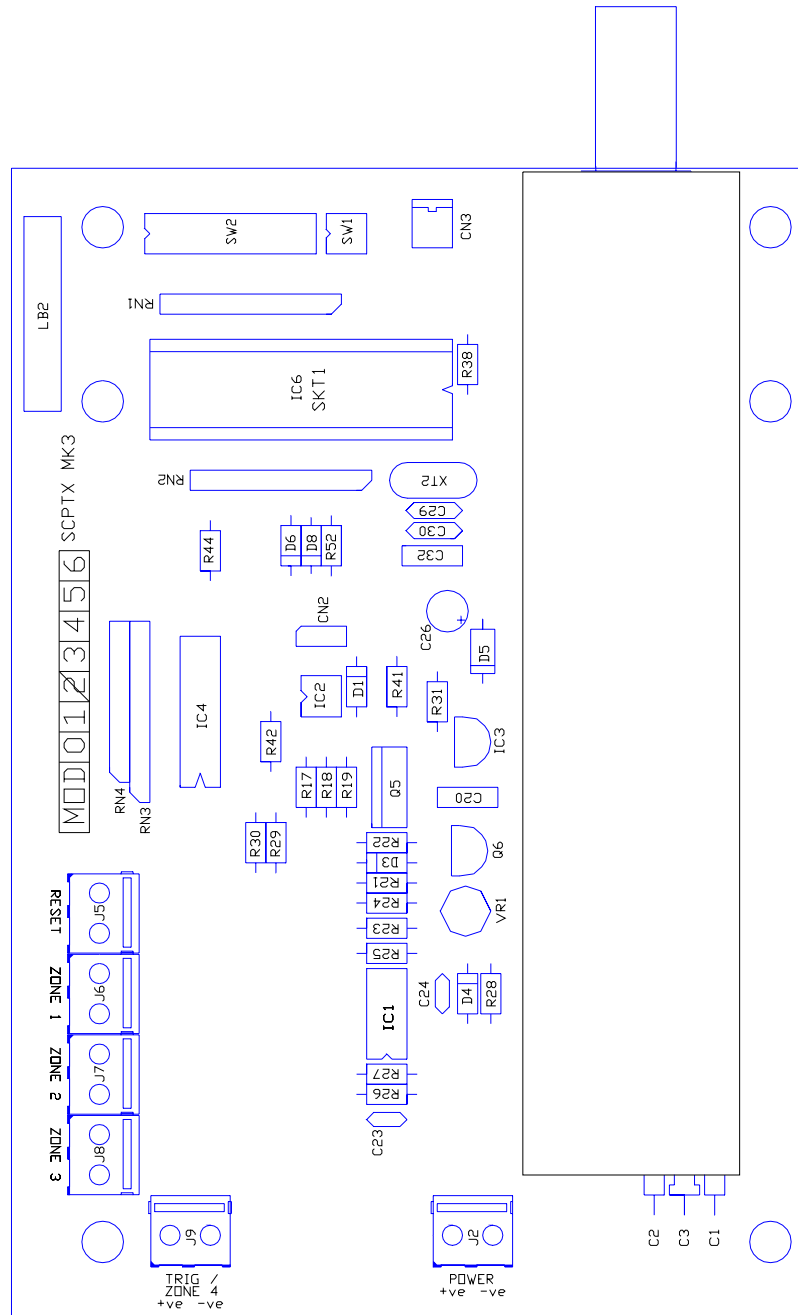 SW2
SW1
CN3
LB2
RN1
IC6
SKT1
R38
SCPTX MK3
RN2
XT2
C29
C30
C32
R44
D6
D8
R52
MOD 0 1 2 3 4 5 6
CN2
C26
D5
IC4
IC2
D1
R41
R31
IC3
R42
RN4
RN3
R17
R18
R19
Q5
C20
R30
R29
R22
D3
R21
R24
R23
R25
Q6
VR1
RESET
J5
ZONE 1
J6
ZONE 2
J7
ZONE 3
J8
IC1
C24
D4
R28
R27
R26
C23
C2
C3
C1
J9
TRIG /
ZONE 4
+ve -ve
J2
POWER
+ve -ve